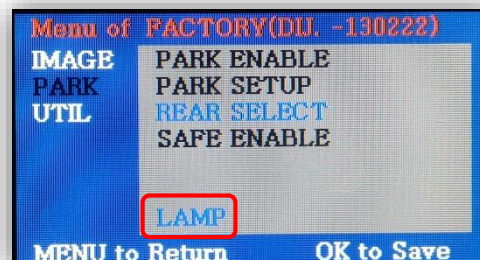 Menu of FACTORY(DIJ. -130222)
IMAGE PARK ENABLE
PARK PARK SETUP
UTIL REAR SELECT
SAFE ENABLE
LAMP
MENU to Return OK to Save